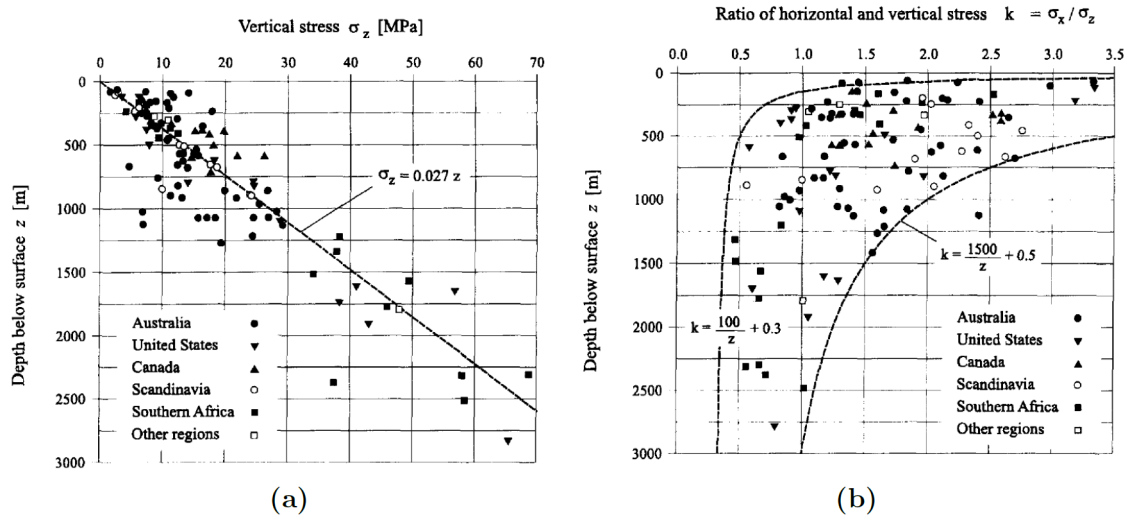 Vertical stress σz [MPa]
0 10 20 30 40 50 60 70
0
500
1000
1500
2000
2500
3000
Depth below surface z [m]
σz = 0.027 z
Australia
United States
Canada
Scandinavia
Southern Africa
Other regions
(a)
Ratio of horizontal and vertical stress k = σx / σz
0.0 0.5 1.0 1.5 2.0 2.5 3.0 3.5
0
500
1000
1500
2000
2500
3000
Depth below surface z [m]
k = 1500/z + 0.5
k = 100/z + 0.3
Australia
United States
Canada
Scandinavia
Southern Africa
Other regions
(b)